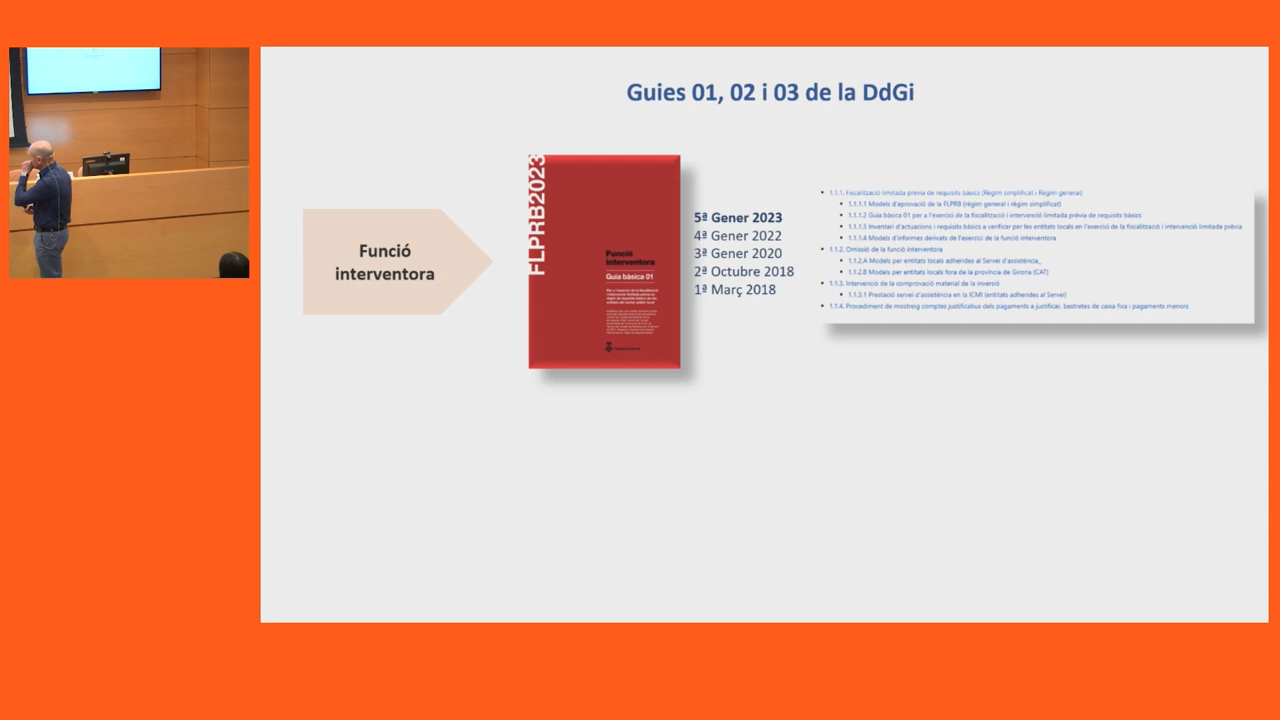 Guies 01, 02 i 03 de la DdGi
Funció
interventora
FLPRB2023
Funció
interventora
Guia bàsica 01
5ª Gener 2023
4ª Gener 2022
3ª Gener 2020
2ª Octubre 2018
1ª Març 2018
• 1.1.1. Fiscalització limitada prèvia de requisits bàsics (Règim simplificat i Règim general)
• 1.1.1.1 Models d'aprovació de la FLPRB (règim general i règim simplificat)
• 1.1.1.2 Guia bàsica 01 per a l'exercici de la fiscalització i intervenció limitada prèvia de requisits bàsics
• 1.1.1.3 Inventari d'actuacions i requisits bàsics a verificar per les entitats locals en l'exercici de la fiscalització i intervenció limitada prèvia
• 1.1.1.4 Models d'informes derivats de l'exercici de la funció interventora
• 1.1.2. Omissió de la funció interventora
• 1.1.2.A Models per entitats locals adherides al Servei d'assistència_
• 1.1.2.B Models per entitats locals fora de la província de Girona (CAT)
• 1.1.3. Intervenció de la comprovació material de la inversió
• 1.1.3.1 Prestació servei d'assistència en la ICMI (entitats adherides al Servei)
• 1.1.4. Procediment de mostreig comptes justificatius dels pagaments a justificar, bestretes de caixa fixa i pagaments menors